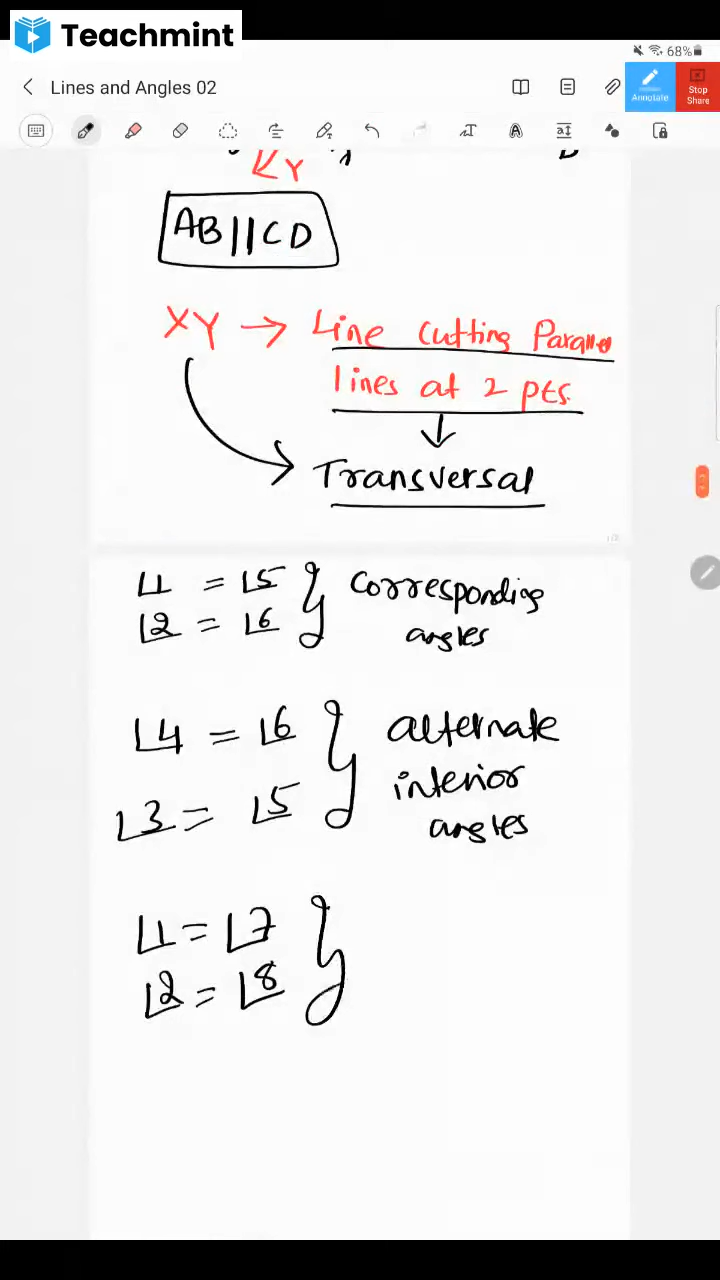 Teachmint
68%
Lines and Angles 02
Annotate
Stop Share
Y
AB||CD
XY → Line cutting Parallel
lines at 2 pts.
Transversal
∠1 = ∠5
∠2 = ∠6
corresponding
angles
∠4 = ∠6
∠3 = ∠5
alternate
interior
angles
∠1 = ∠7
∠2 = ∠8